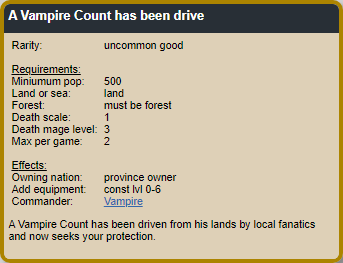 A Vampire Count has been drive
Rarity: uncommon good
Requirements:
Miniumum pop: 500
Land or sea: land
Forest: must be forest
Death scale: 1
Death mage level: 3
Max per game: 2
Effects:
Owning nation: province owner
Add equipment: const lvl 0-6
Commander: Vampire
A Vampire Count has been driven from his lands by local fanatics
and now seeks your protection.